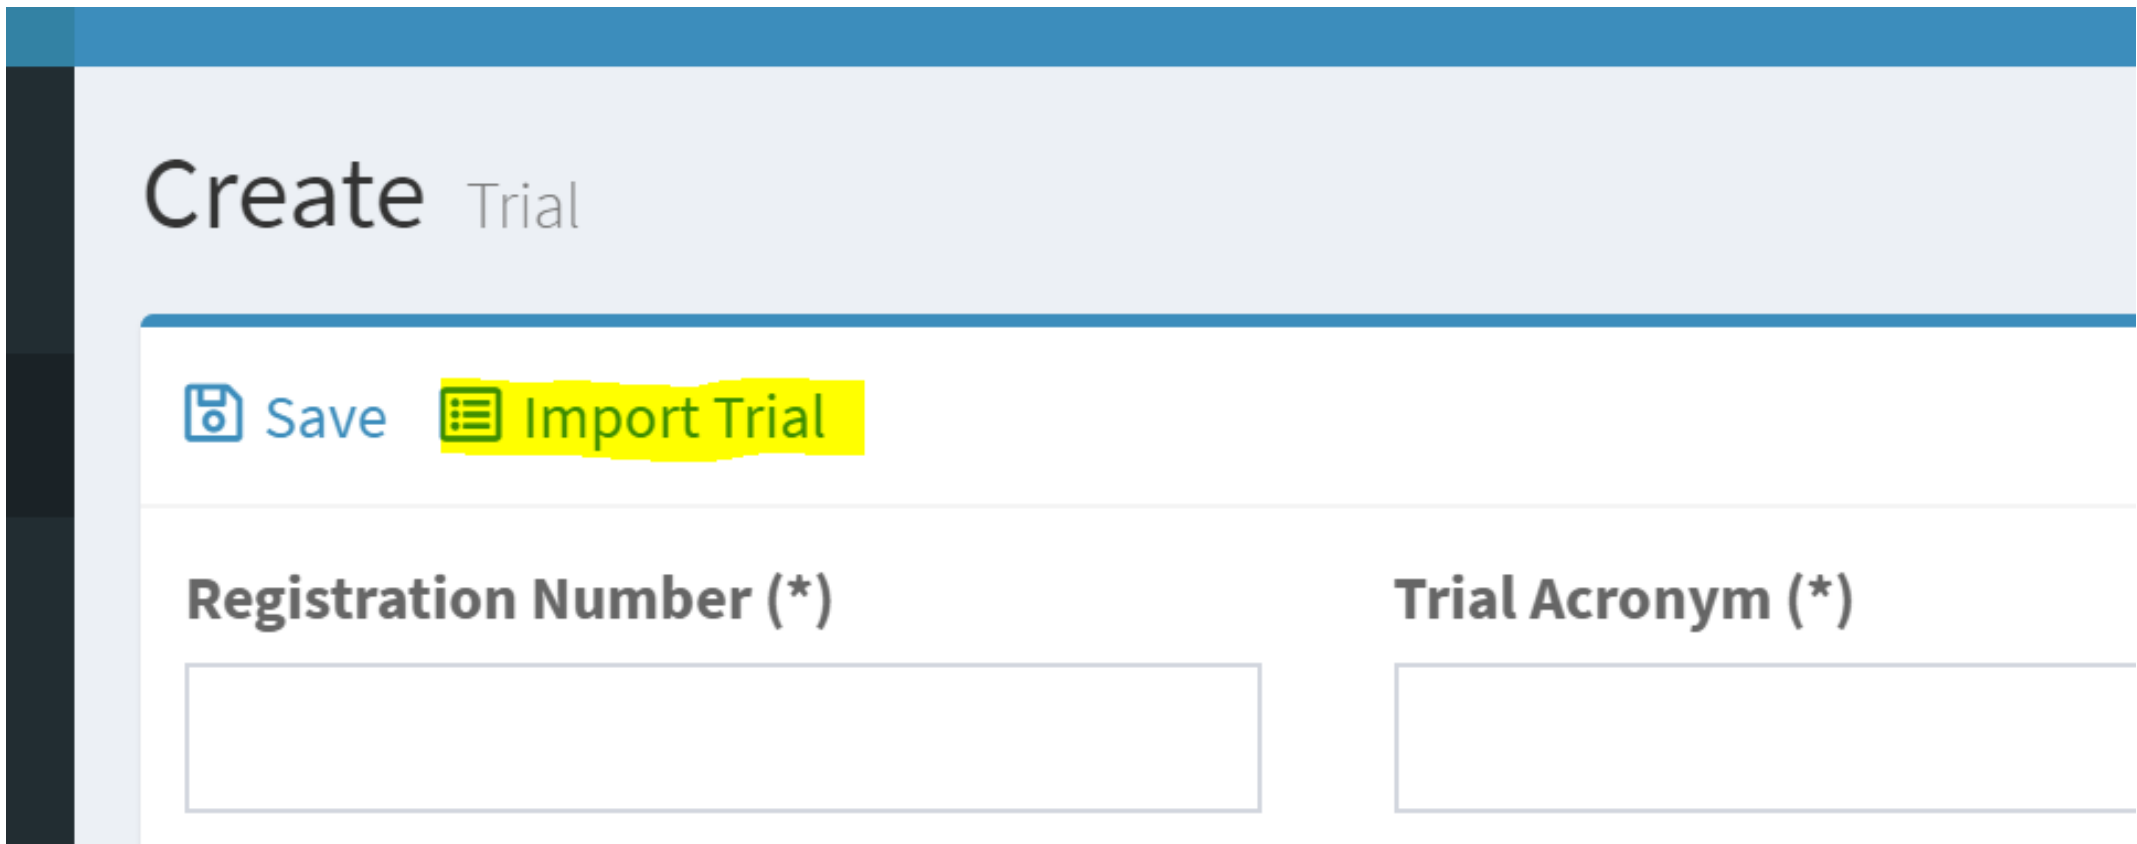 Create Trial
Save Import Trial
Registration Number (*) Trial Acronym (*)